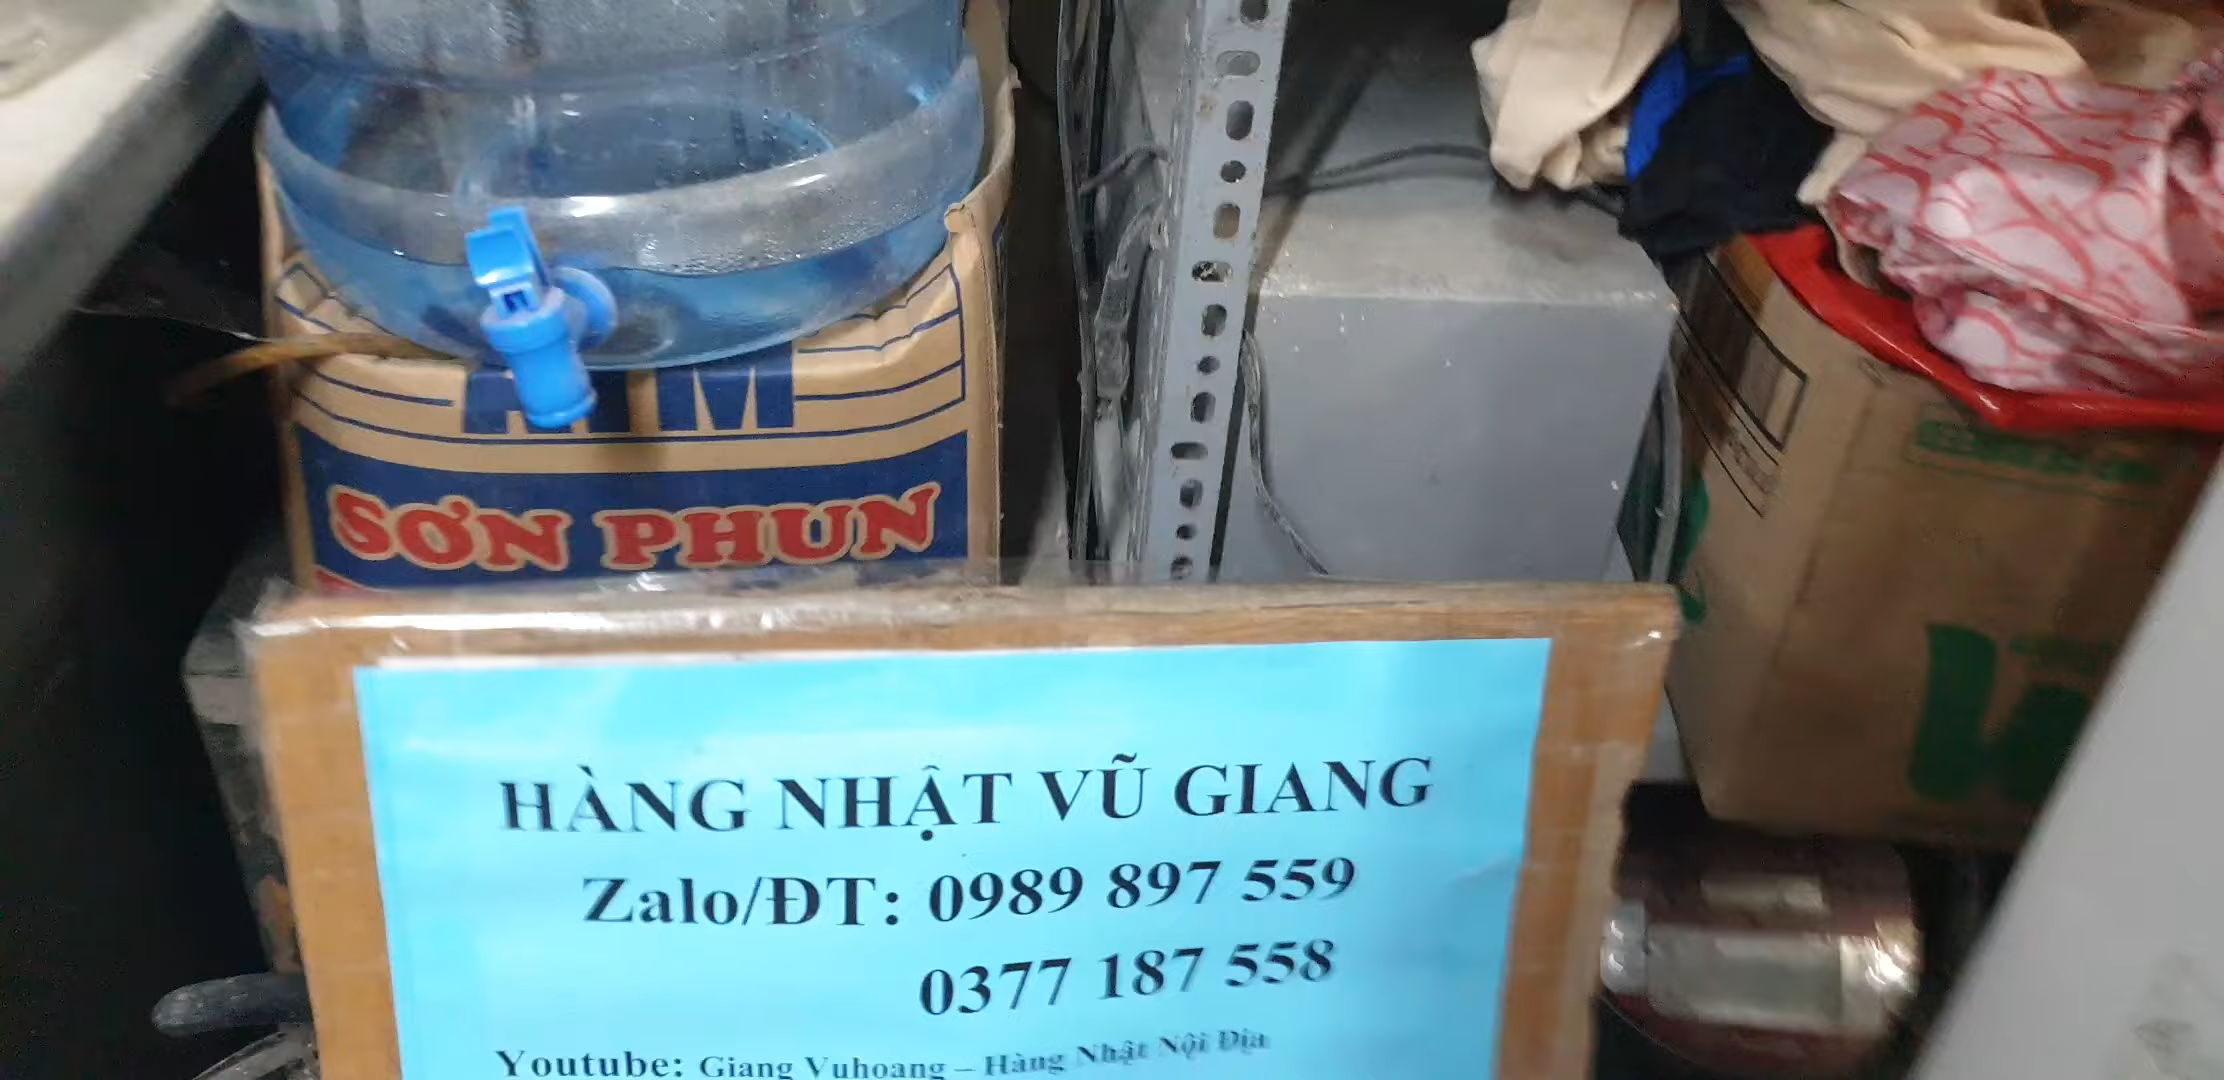 SƠN PHUN
HÀNG NHẬT VŨ GIANG
Zalo/ĐT: 0989 897 559
0377 187 558
Youtube: Giang Vuhoang – Hàng Nhật Nội Địa